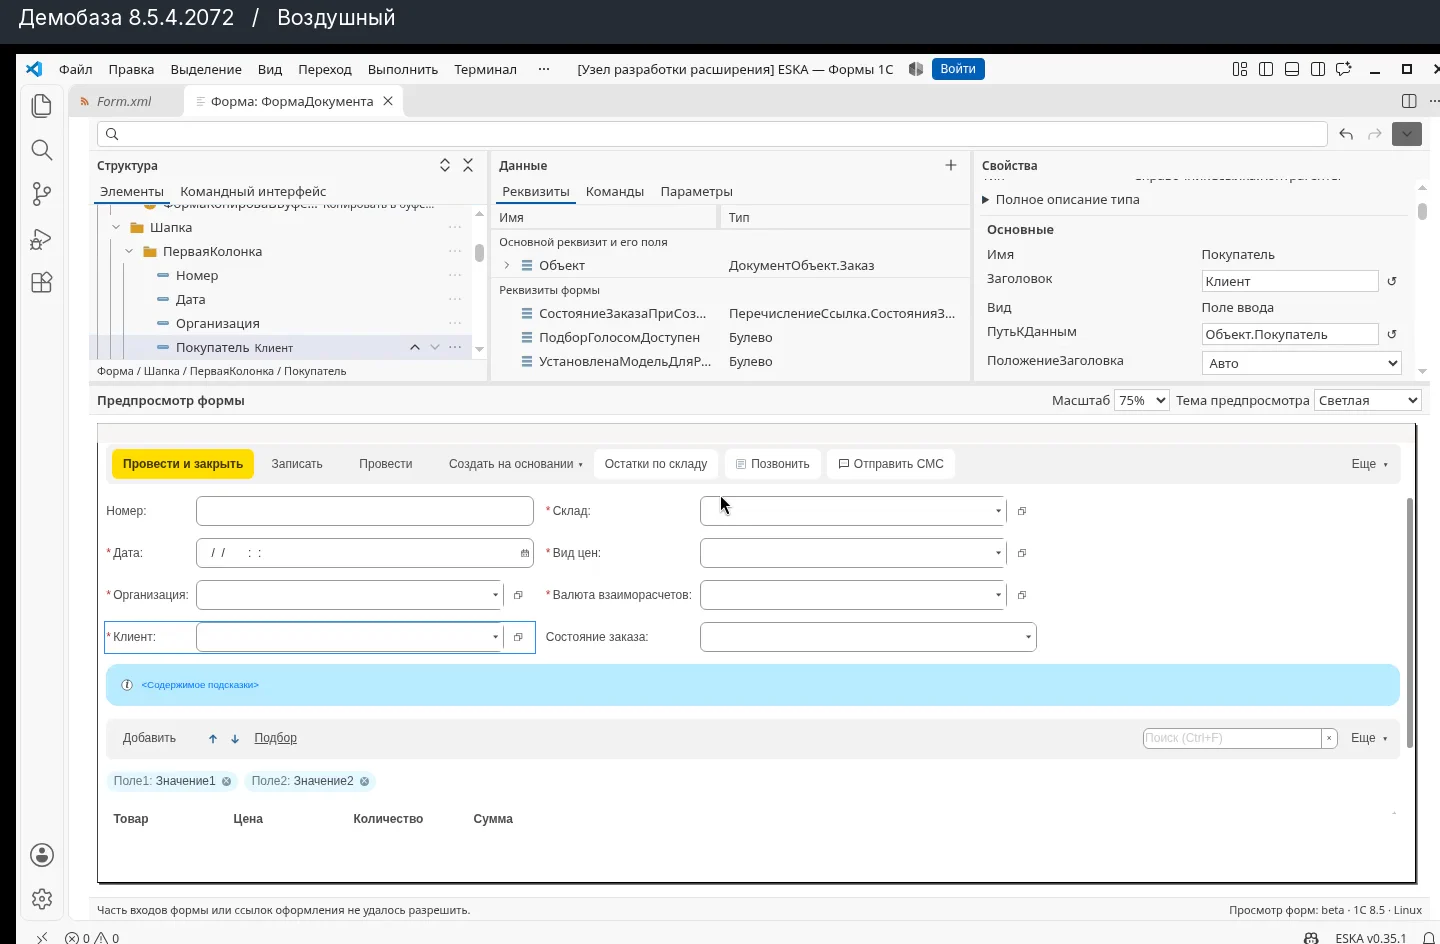 Демобаза 8.5.4.2072 / Воздушный
Файл Правка Выделение Вид Переход Выполнить Терминал ··· [Узел разработки расширения] ESKA — Формы 1С Войти
Form.xml Форма: ФормаДокумента
Структура Данные Свойства
Элементы Командный интерфейс Реквизиты Команды Параметры
Полное описание типа
Имя Тип
Шапка
Основные
Основной реквизит и его поля
ПерваяКолонка
Имя Покупатель
Объект ДокументОбъект.Заказ
Номер
Заголовок Клиент
Реквизиты формы
Дата
Вид Поле ввода
СостояниеЗаказаПриСоз... ПеречислениеСсылка.СостоянияЗ...
Организация
ПутьКДанным Объект.Покупатель
ПодборГолосомДоступен Булево
Покупатель Клиент
ПоложениеЗаголовка Авто
УстановленаМодельДляР... Булево
Форма / Шапка / ПерваяКолонка / Покупатель
Предпросмотр формы Масштаб 75% Тема предпросмотра Светлая
Провести и закрыть Записать Провести Создать на основании Остатки по складу Позвонить Отправить СМС Еще
Номер: * Склад:
* Дата: / / : : * Вид цен:
* Организация: * Валюта взаиморасчетов:
* Клиент: Состояние заказа:
<Содержимое подсказки>
Добавить Подбор Поиск (Ctrl+F) × Еще
Поле1: Значение1 Поле2: Значение2
Товар Цена Количество Сумма
Часть входов формы или ссылок оформления не удалось разрешить. Просмотр форм: beta · 1С 8.5 · Linux
0 0 ESKA v0.35.1